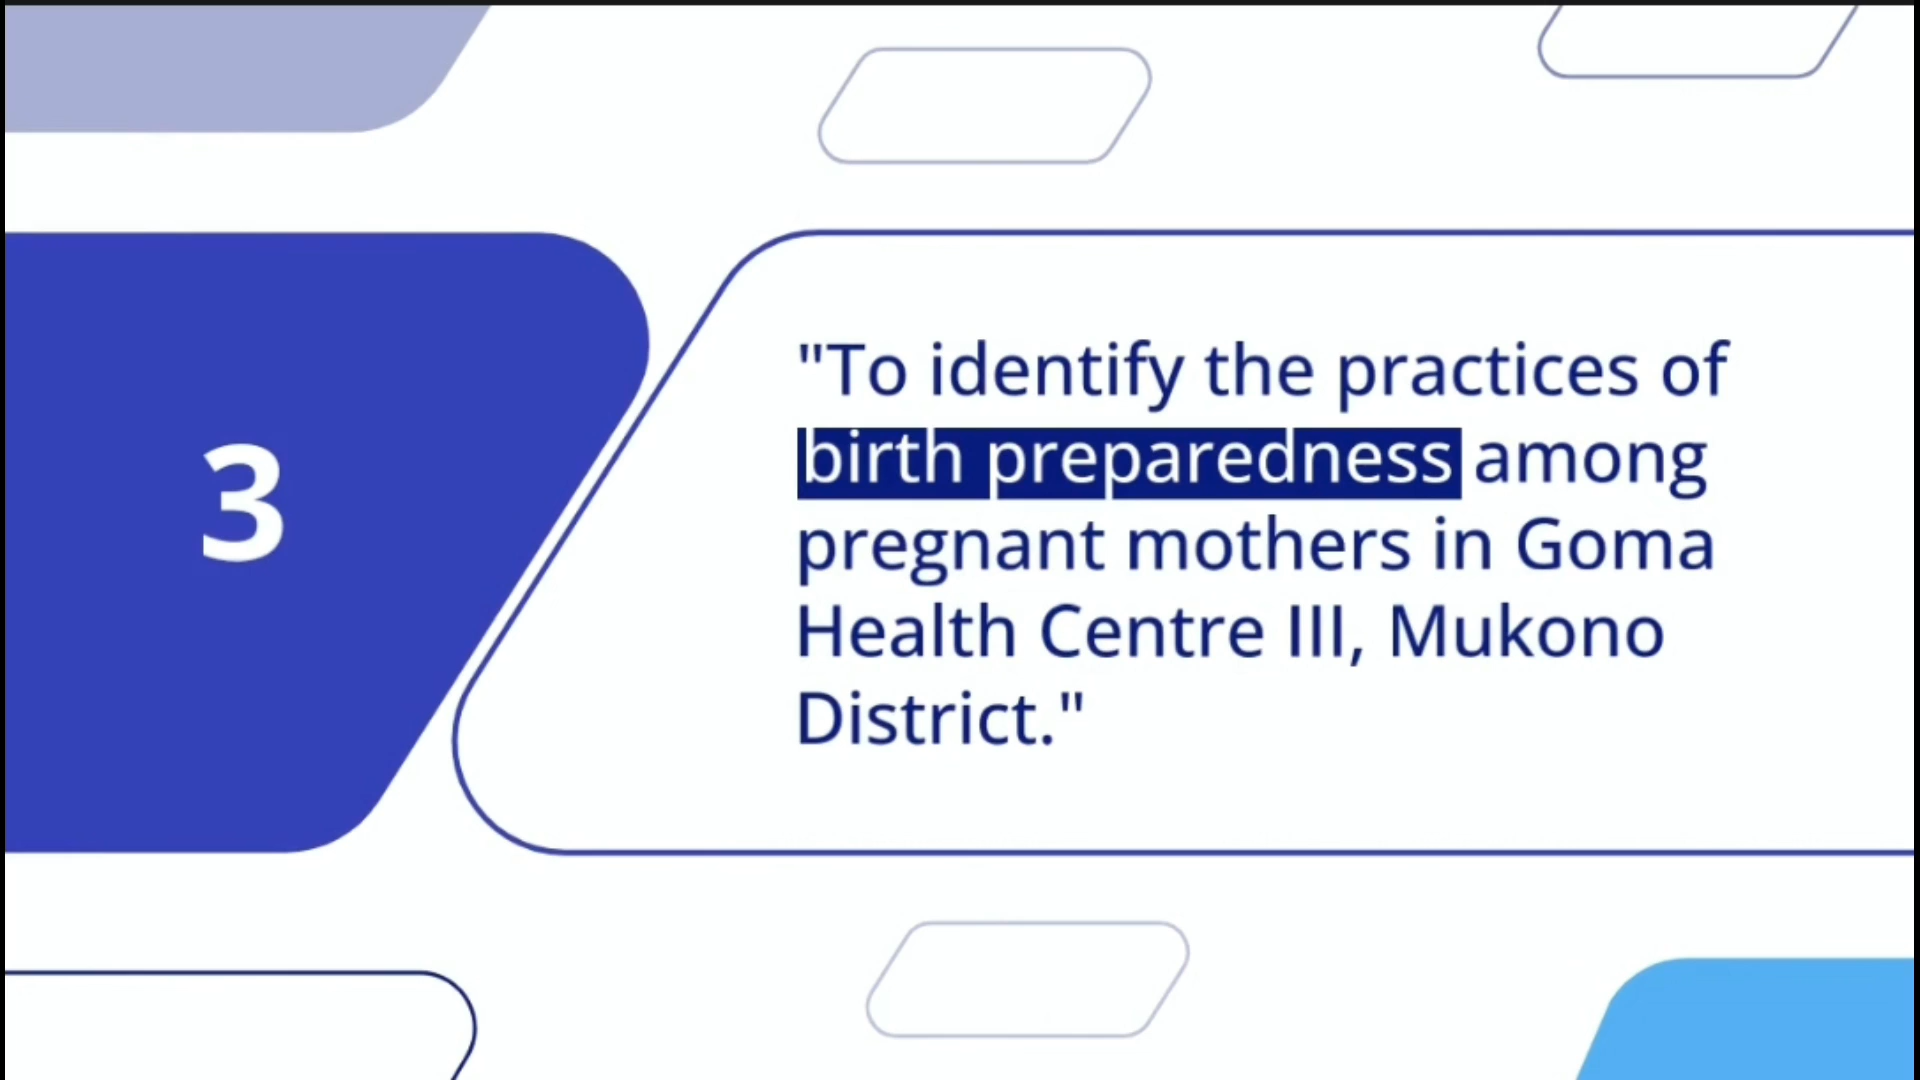 3
"To identify the practices of
birth preparedness among
pregnant mothers in Goma
Health Centre III, Mukono
District."